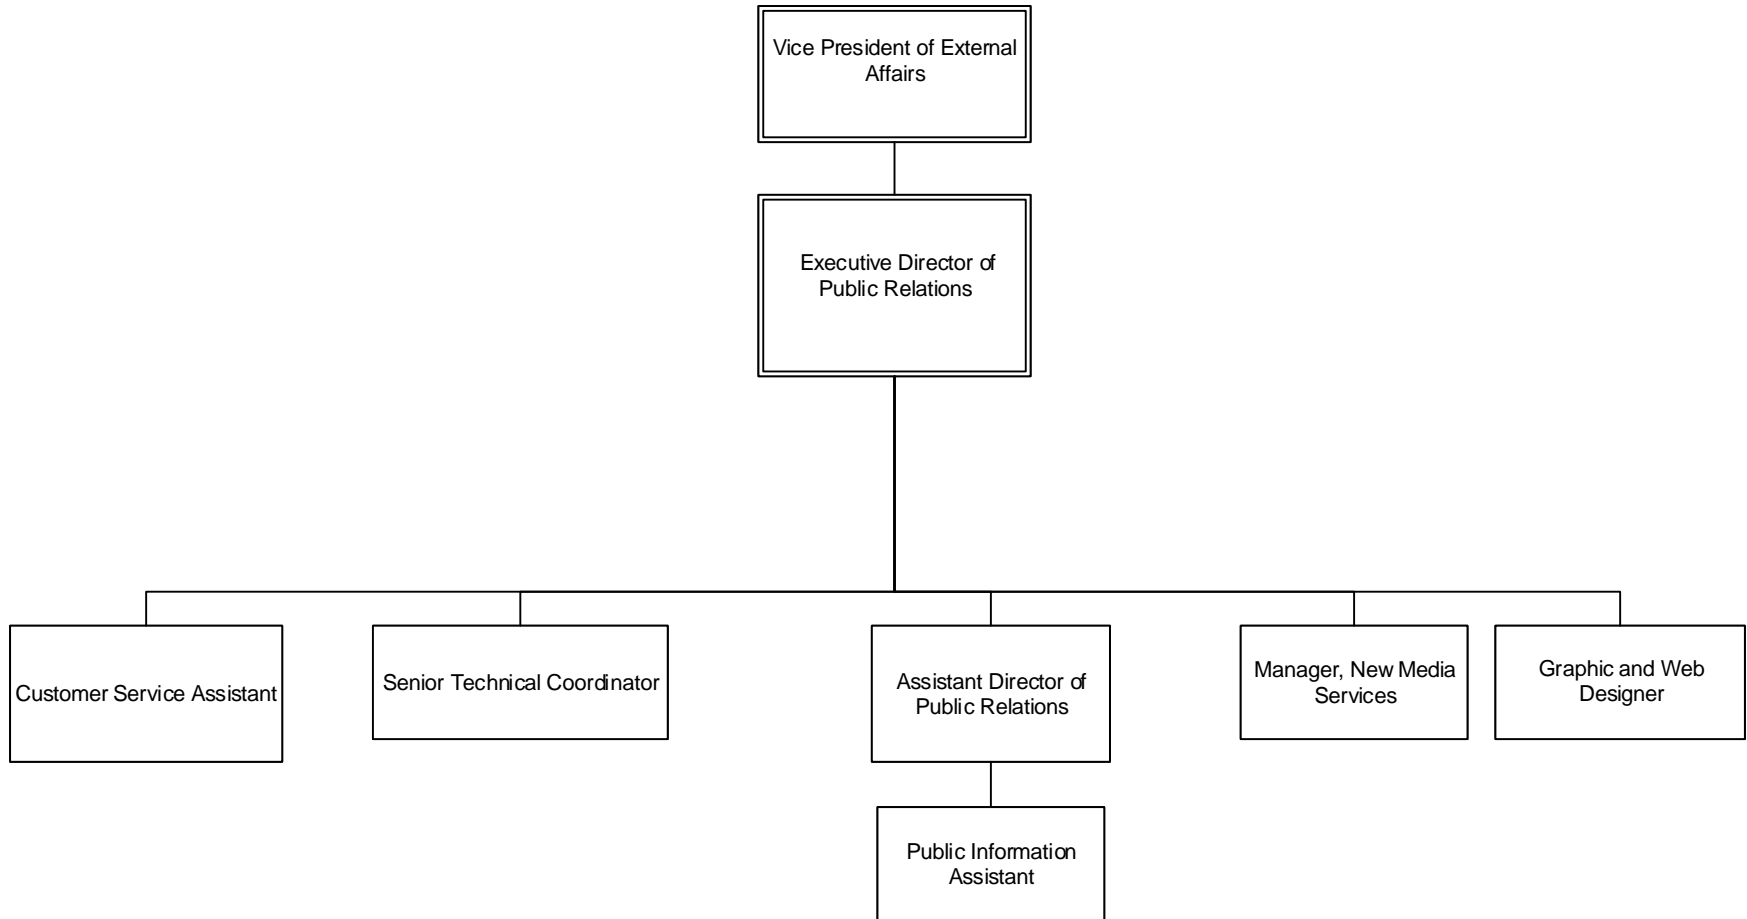 Vice President of External
Affairs
Executive Director of
Public Relations
Customer Service Assistant
Senior Technical Coordinator
Assistant Director of
Public Relations
Manager, New Media
Services
Graphic and Web
Designer
Public Information
Assistant